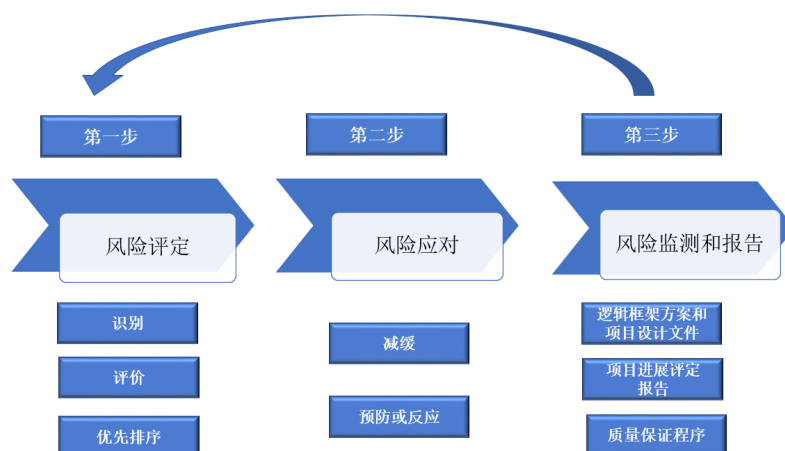 第一步
第二步
第三步
风险评定
风险应对
风险监测和报告
识别
评价
优先排序
减缓
预防或反应
逻辑框架方案和
项目设计文件
项目进展评定
报告
质量保证程序